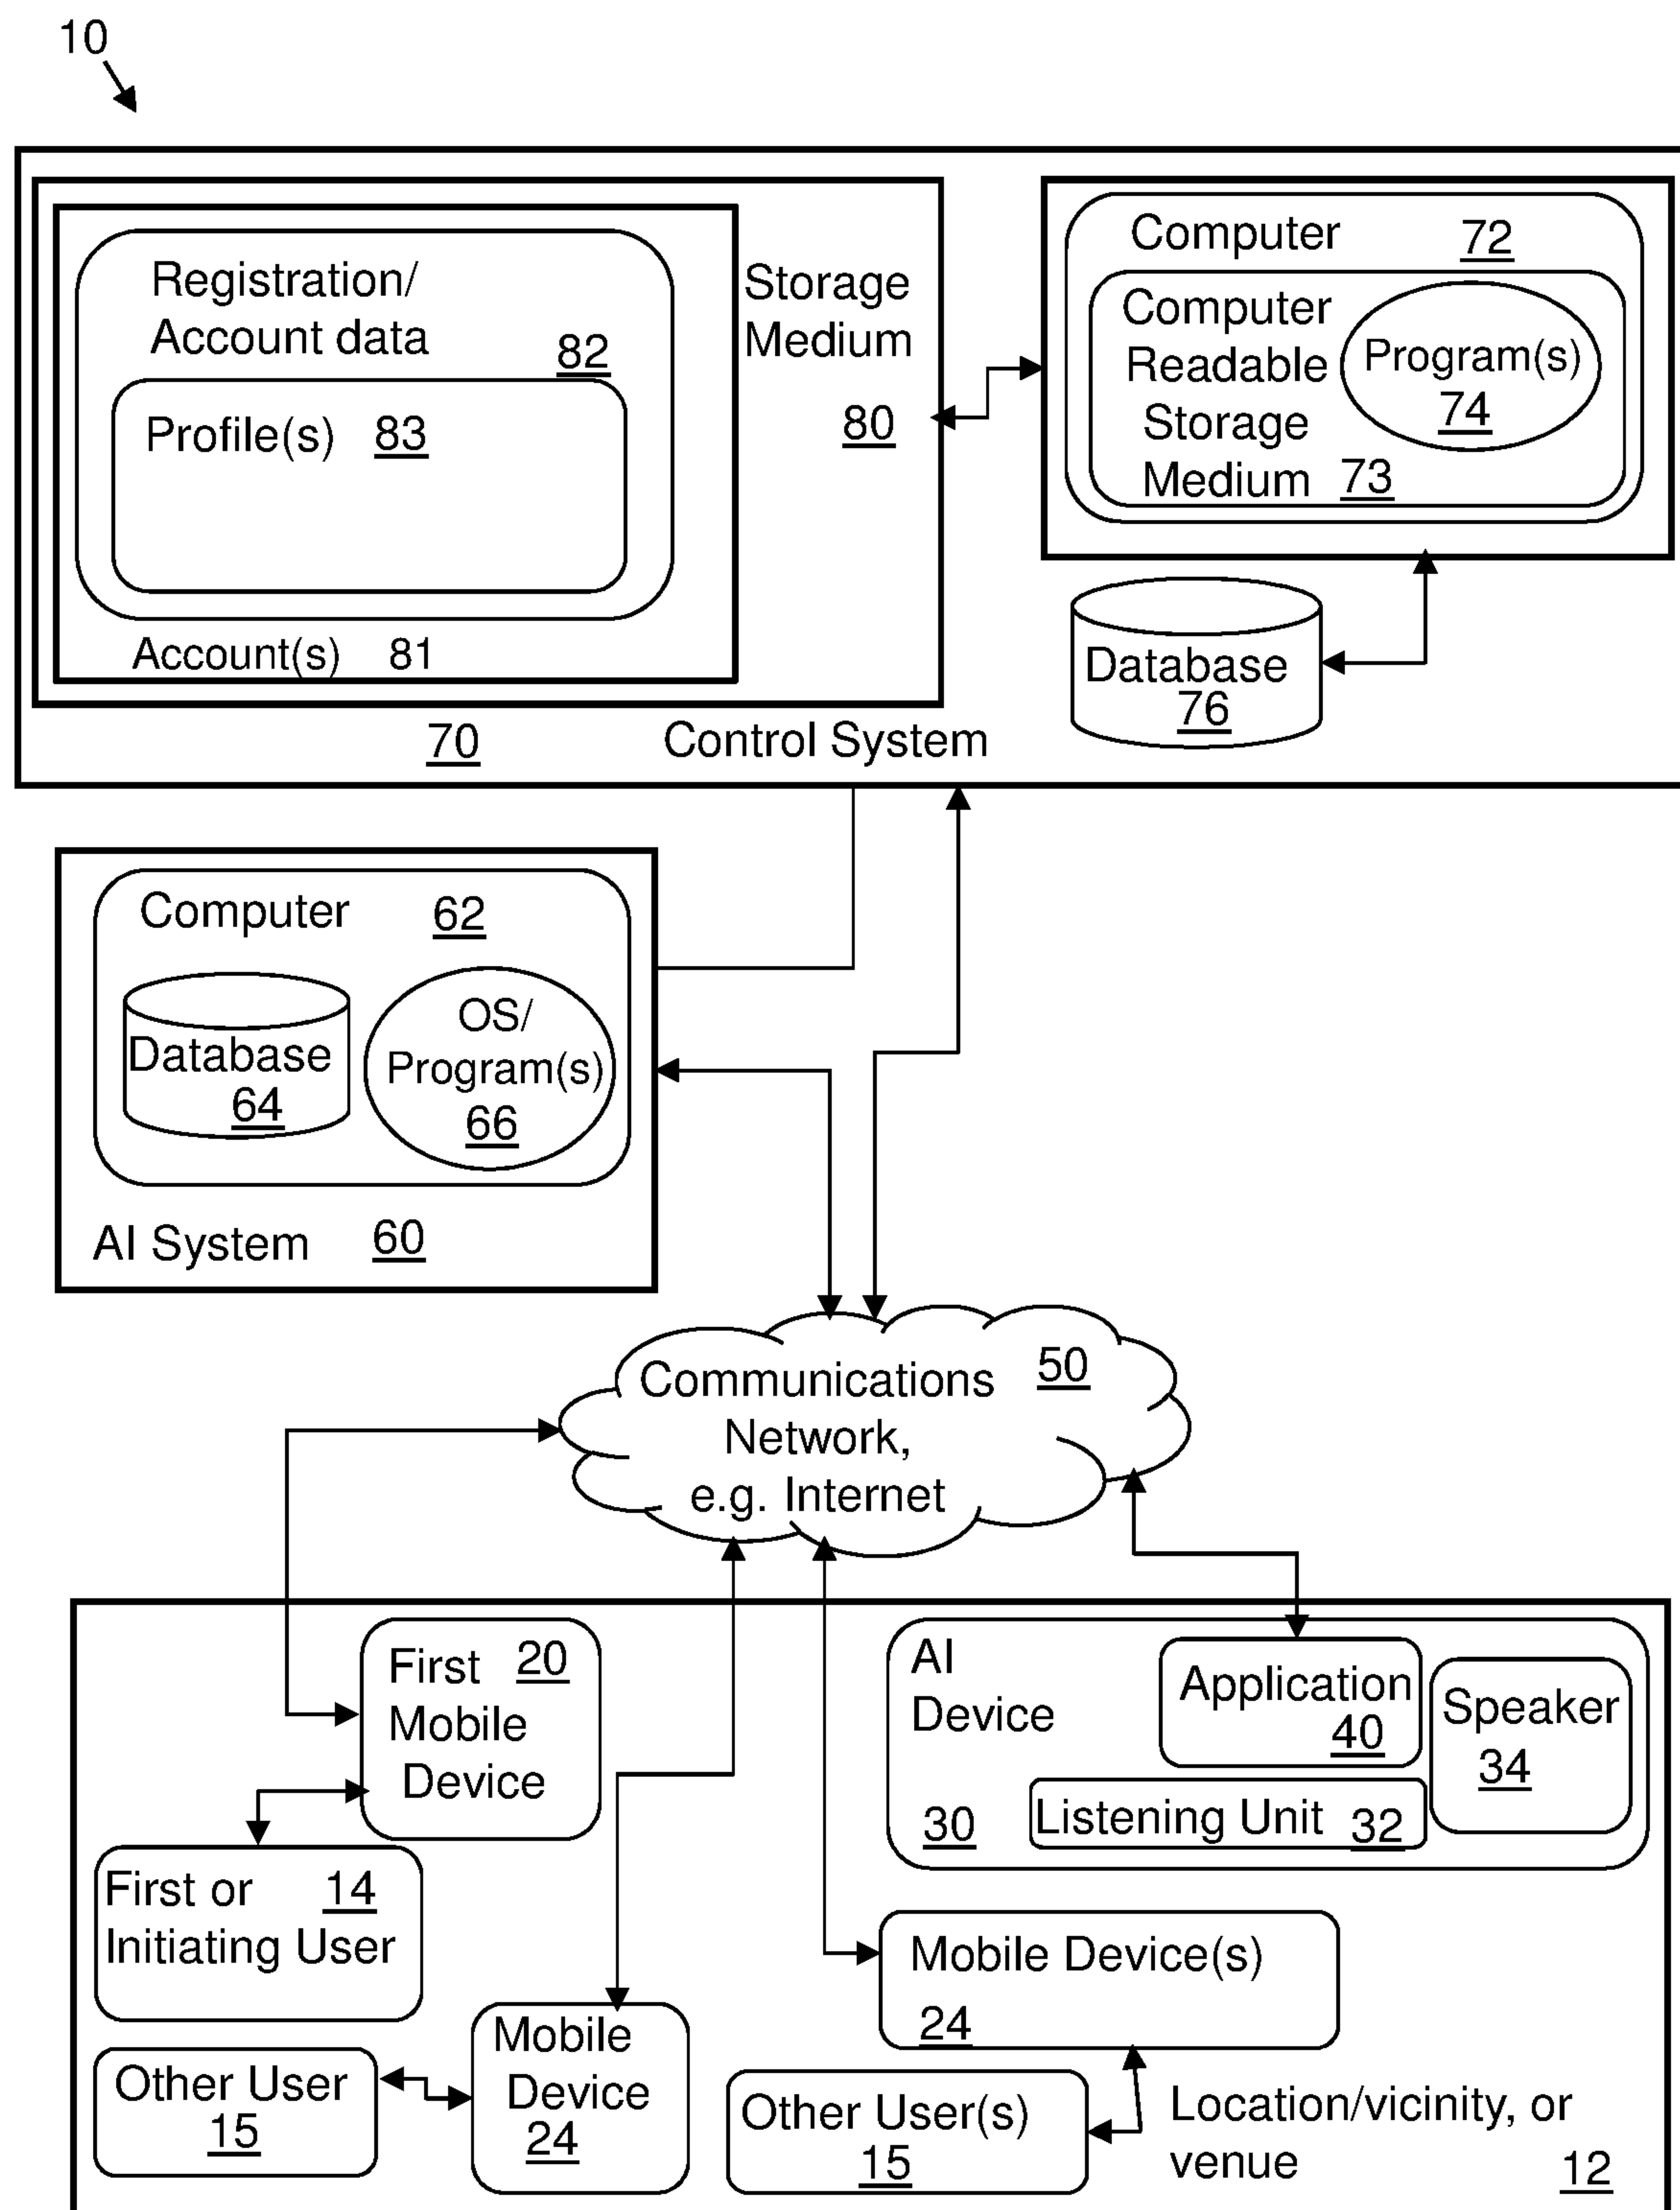 10
Registration/
Account data
82
Profile(s) 83
Account(s) 81
Storage
Medium
80
70
Control System
Computer 72
Computer
Readable
Storage
Medium 73
Program(s)
74
Database
76
Computer 62
Database
64
OS/
Program(s)
66
AI System 60
Communications 50
Network,
e.g. Internet
First 20
Mobile
Device
AI
Device
30
Application
40
Speaker
34
Listening Unit 32
First or 14
Initiating User
Mobile Device(s)
24
Mobile
Device
24
Other User
15
Other User(s)
15
Location/vicinity, or
venue 12